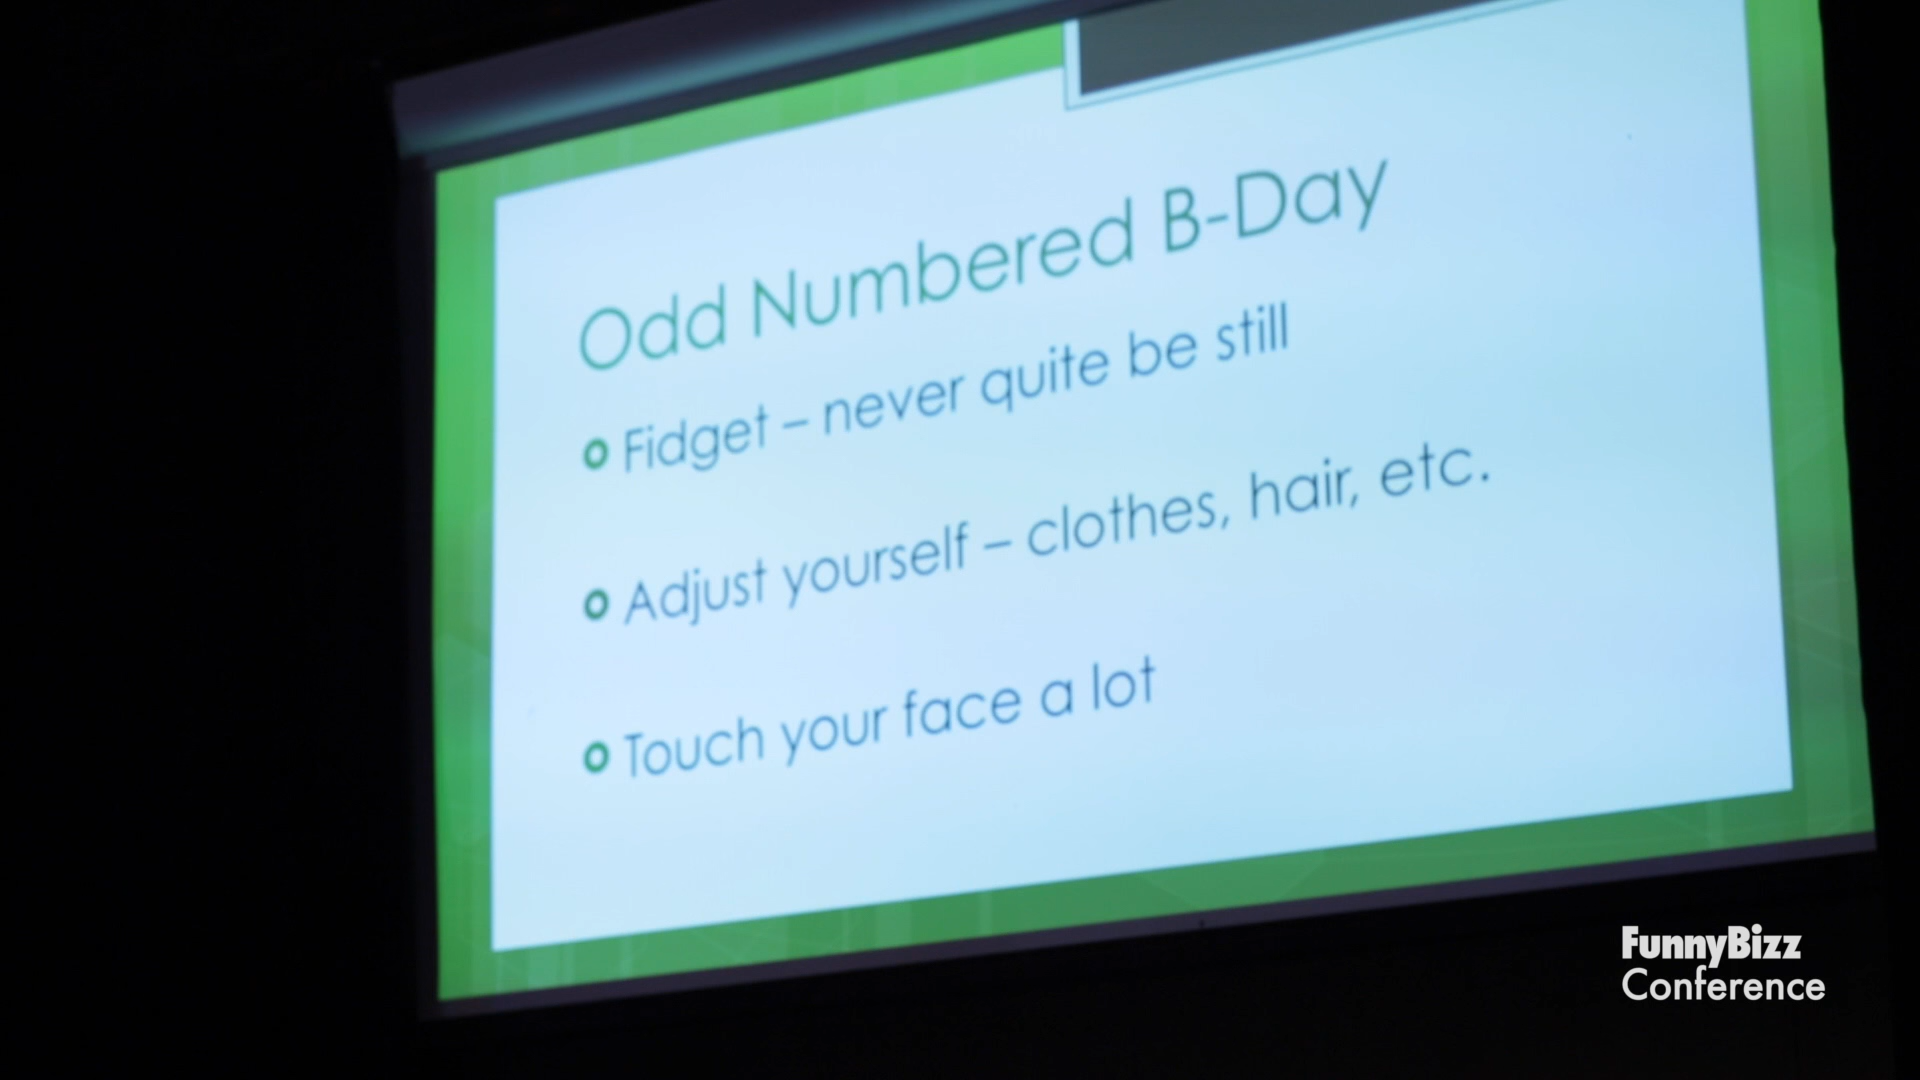 Odd Numbered B-Day
Fidget – never quite be still
Adjust yourself – clothes, hair, etc.
Touch your face a lot
FunnyBizz
Conference